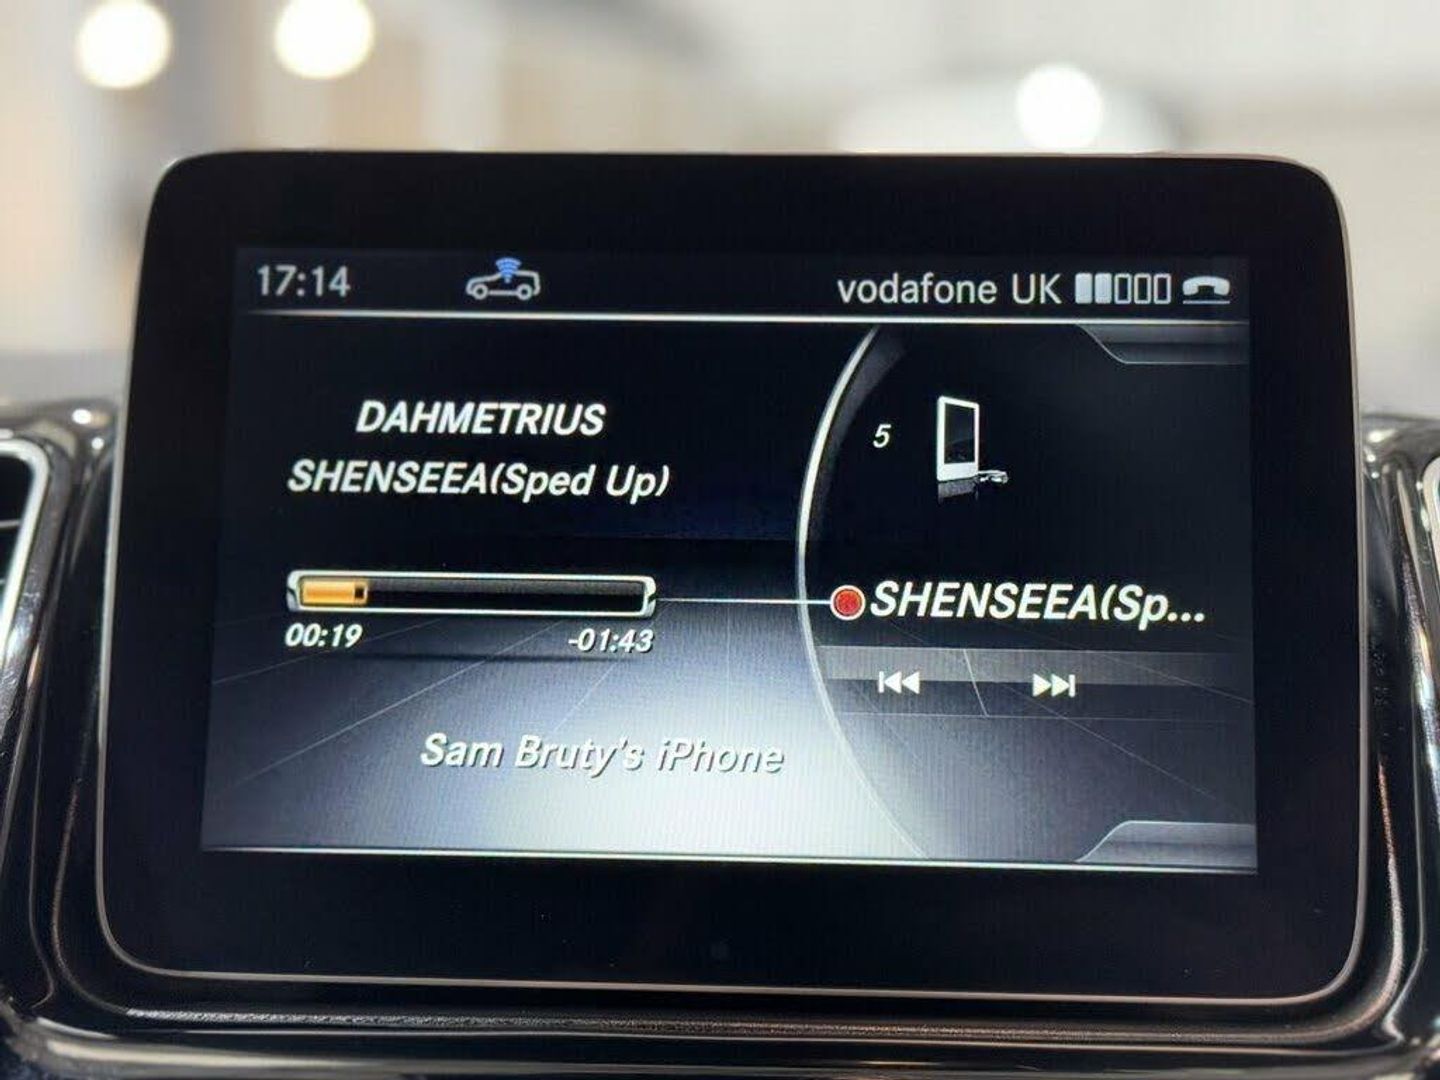 17:14
vodafone UK
DAHMETRIUS
SHENSEEA(Sped Up)
5
00:19
-01:43
SHENSEEA(Sp...
Sam Bruty's iPhone